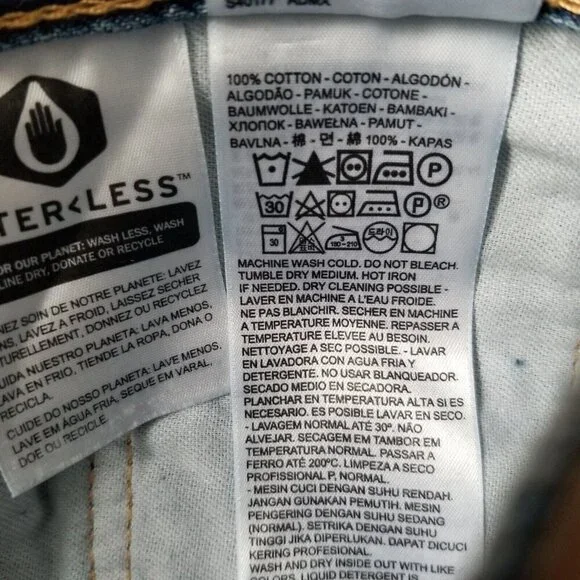 TER<LESS™
OR OUR PLANET: WASH LESS, WASH
LINE DRY, DONATE OR RECYCLE
SOIN DE NOTRE PLANETE: LAVEZ
LAVEZ A FROID, LAISSEZ SECHER
DONNEZ OU RECYCLEZ
NUESTRO PLANETA: LAVA MENOS,
LAVA EN FRIO, TIENDE LA ROPA, DONA O
RECICLA.
CUIDE DO NOSSO PLANETA: LAVE MENOS,
LAVE EM ÁGUA FRIA, SEQUE EM VARAL,
DOE OU RECICLE
100% COTTON - COTON - ALGODÓN -
ALGODÃO - PAMUK - COTONE -
BAUMWOLLE - KATOEN - BAMBAKI -
ХЛОПОК - BAWEŁNA - PAMUT -
BAVLNA - 棉 - 면 - 綿 100% - KAPAS
P
30 P ®
30 180-210 드라이
MACHINE WASH COLD. DO NOT BLEACH.
TUMBLE DRY MEDIUM. HOT IRON
IF NEEDED. DRY CLEANING POSSIBLE -
LAVER EN MACHINE A L'EAU FROIDE.
NE PAS BLANCHIR. SECHER EN MACHINE
A TEMPERATURE MOYENNE. REPASSER A
TEMPERATURE ELEVEE AU BESOIN.
NETTOYAGE A SEC POSSIBLE. - LAVAR
EN LAVADORA CON AGUA FRIA Y
DETERGENTE. NO USAR BLANQUEADOR.
SECADO MEDIO EN SECADORA.
PLANCHAR EN TEMPERATURA ALTA SI ES
NECESARIO. ES POSIBLE LAVAR EN SECO.
- LAVAGEM NORMAL ATÉ 30º. NÃO
ALVEJAR. SECAGEM EM TAMBOR EM
TEMPERATURA NORMAL. PASSAR A
FERRO ATÉ 200ºC. LIMPEZA A SECO
PROFISSIONAL P, NORMAL.
- MESIN CUCI DENGAN SUHU RENDAH.
JANGAN GUNAKAN PEMUTIH. MESIN
PENGERING DENGAN SUHU SEDANG
(NORMAL). SETRIKA DENGAN SUHU
TINGGI JIKA DIPERLUKAN. DAPAT DICUCI
KERING PROFESIONAL.
WASH AND DRY INSIDE OUT WITH LIKE
COLORS. LIQUID DETERGENT IS